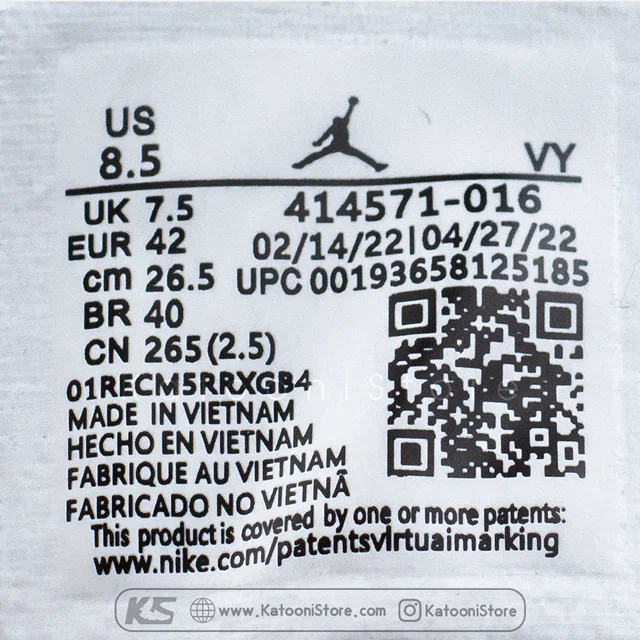 US
8.5
VY
UK 7.5
414571-016
EUR 42
02/14/22|04/27/22
cm 26.5
UPC 00193658125185
BR 40
CN 265(2.5)
01RECM5RRXGB4
KatooniStore
MADE IN VIETNAM
HECHO EN VIETNAM
FABRIQUE AU VIETNAM
FABRICADO NO VIETNÃ
This product is covered by one or more patents:
www.nike.com/patentsvIrtuaimarking
KS www.KatooniStore.com KatooniStore